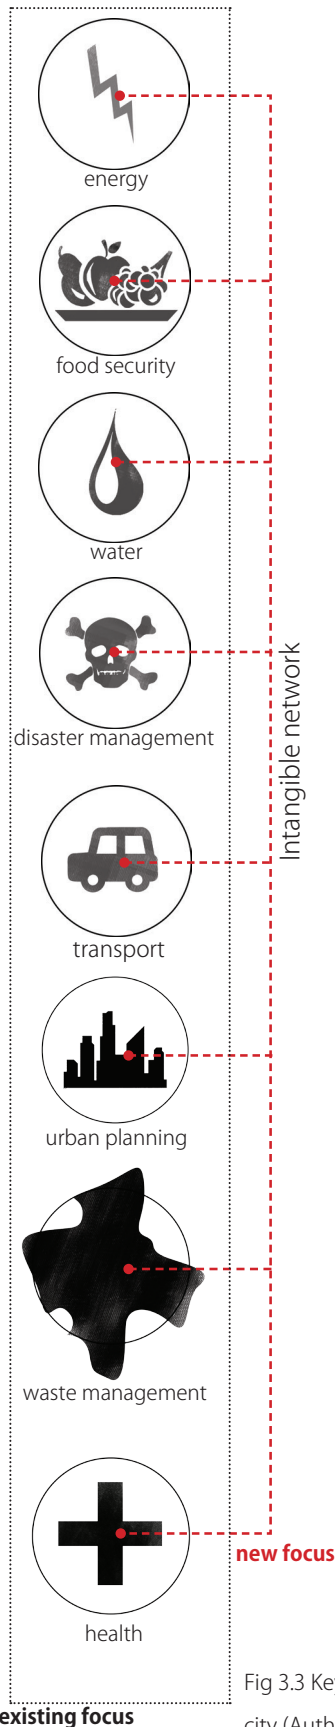 energy
food security
water
disaster management
Intangible network
transport
urban planning
waste management
new focus
health
existing focus
Fig 3.3 Key
city (Auth